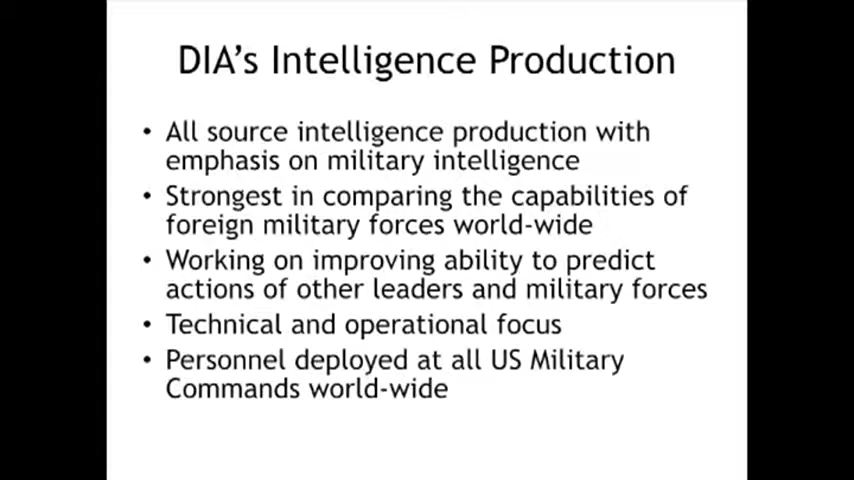 DIA's Intelligence Production
• All source intelligence production with
emphasis on military intelligence
• Strongest in comparing the capabilities of
foreign military forces world-wide
• Working on improving ability to predict
actions of other leaders and military forces
• Technical and operational focus
• Personnel deployed at all US Military
Commands world-wide